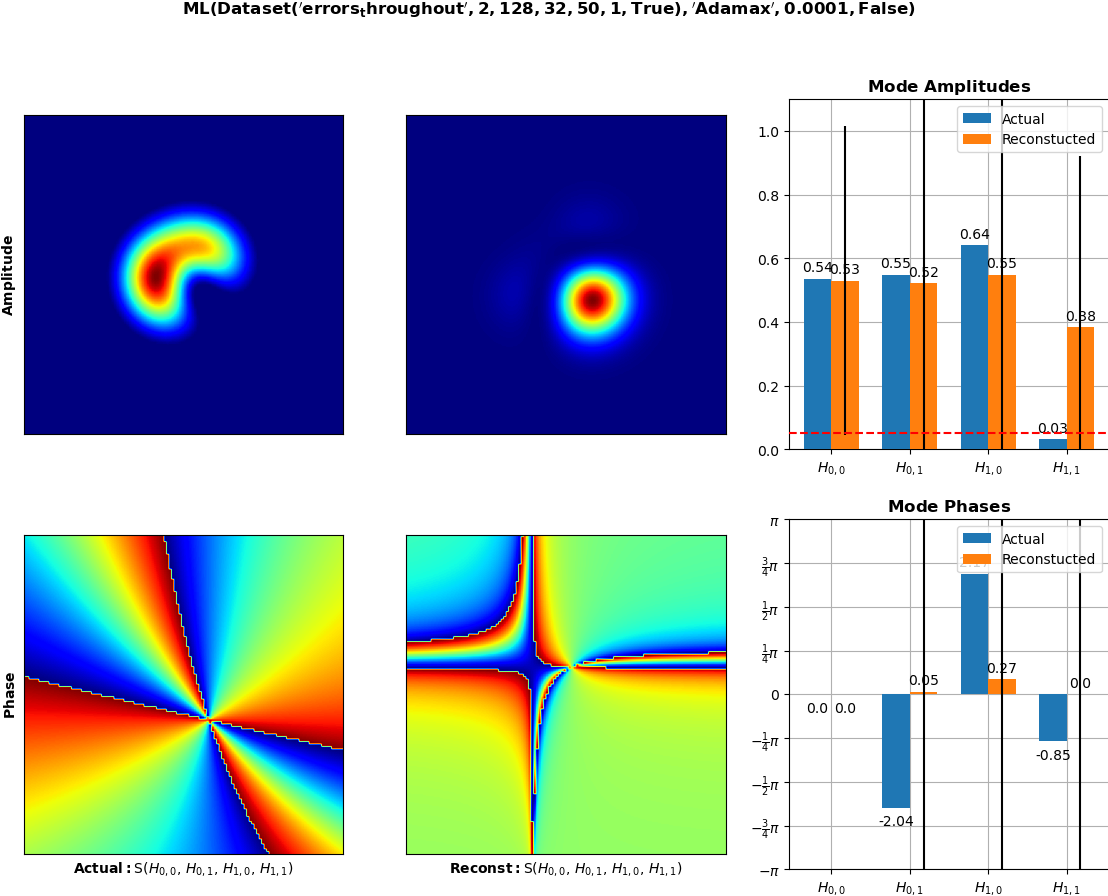 ML(Dataset('errors_throughout', 2, 128, 32, 50, 1, True), 'Adamax', 0.0001, False)
Amplitude
Mode Amplitudes
Actual
Reconstucted
1.0
0.8
0.6
0.4
0.2
0.0
0.54
0.53
0.55
0.52
0.64
0.55
0.03
0.38
H0,0
H0,1
H1,0
H1,1
Phase
Actual: S(H0,0, H0,1, H1,0, H1,1)
Reconst: S(H0,0, H0,1, H1,0, H1,1)
Mode Phases
Actual
Reconstucted
π
3/4π
1/2π
1/4π
0
−1/4π
−1/2π
−3/4π
−π
0.0
0.0
-2.04
0.05
0.27
-0.85
0.0
H0,0
H0,1
H1,0
H1,1